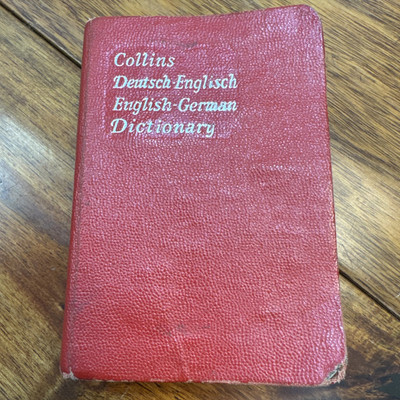 Collins
Deutsch-Englisch
English-German
Dictionary